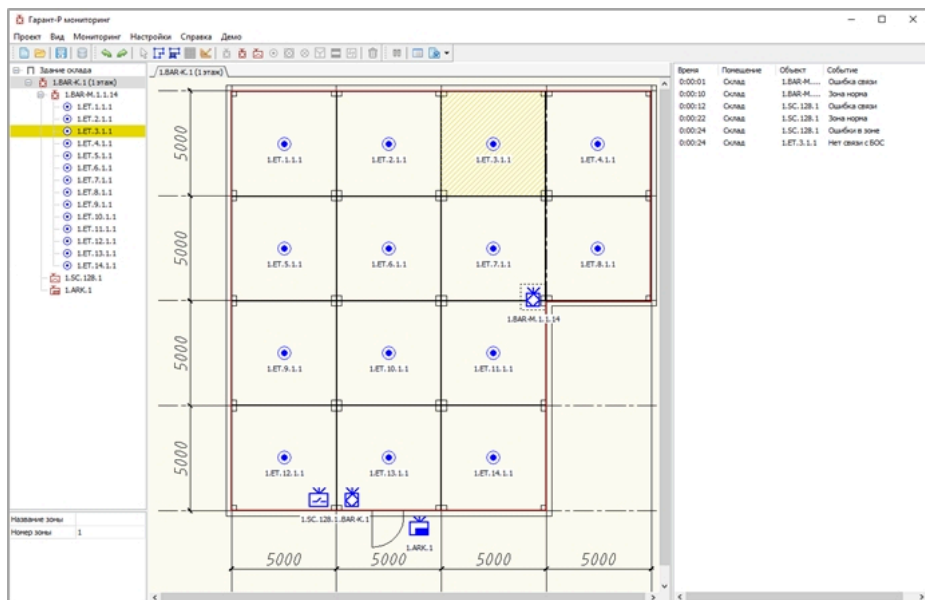 Гарант-Р мониторинг
Проект Вид Мониторинг Настройки Справка Демо
Здание склада
1.BAR-K.1 (1 этаж)
1.BAR-M.1.1.14
1.ET.1.1.1
1.ET.2.1.1
1.ET.3.1.1
1.ET.4.1.1
1.ET.5.1.1
1.ET.6.1.1
1.ET.7.1.1
1.ET.8.1.1
1.ET.9.1.1
1.ET.10.1.1
1.ET.11.1.1
1.ET.12.1.1
1.ET.13.1.1
1.ET.14.1.1
1.SC.128.1
1.ARK.1
Название зоны
Номер зоны 1
1.BAR-K.1 (1 этаж)
5000
1.ET.1.1.1 1.ET.2.1.1 1.ET.3.1.1 1.ET.4.1.1
5000
1.ET.5.1.1 1.ET.6.1.1 1.ET.7.1.1 1.ET.8.1.1
1.BAR-M.1.1.14
5000
1.ET.9.1.1 1.ET.10.1.1 1.ET.11.1.1
5000
1.ET.12.1.1 1.ET.13.1.1 1.ET.14.1.1
1.SC.128.1 1.BAR-K.1
1.ARK.1
5000 5000 5000 5000
Время Помещение Объект Событие
0:00:01 Склад 1.BAR-M.... Ошибка связи
0:00:10 Склад 1.BAR-M.... Зона норма
0:00:12 Склад 1.SC.128.1 Ошибка связи
0:00:22 Склад 1.SC.128.1 Зона норма
0:00:24 Склад 1.SC.128.1 Ошибки в зоне
0:00:24 Склад 1.ET.3.1.1 Нет связи с БОС